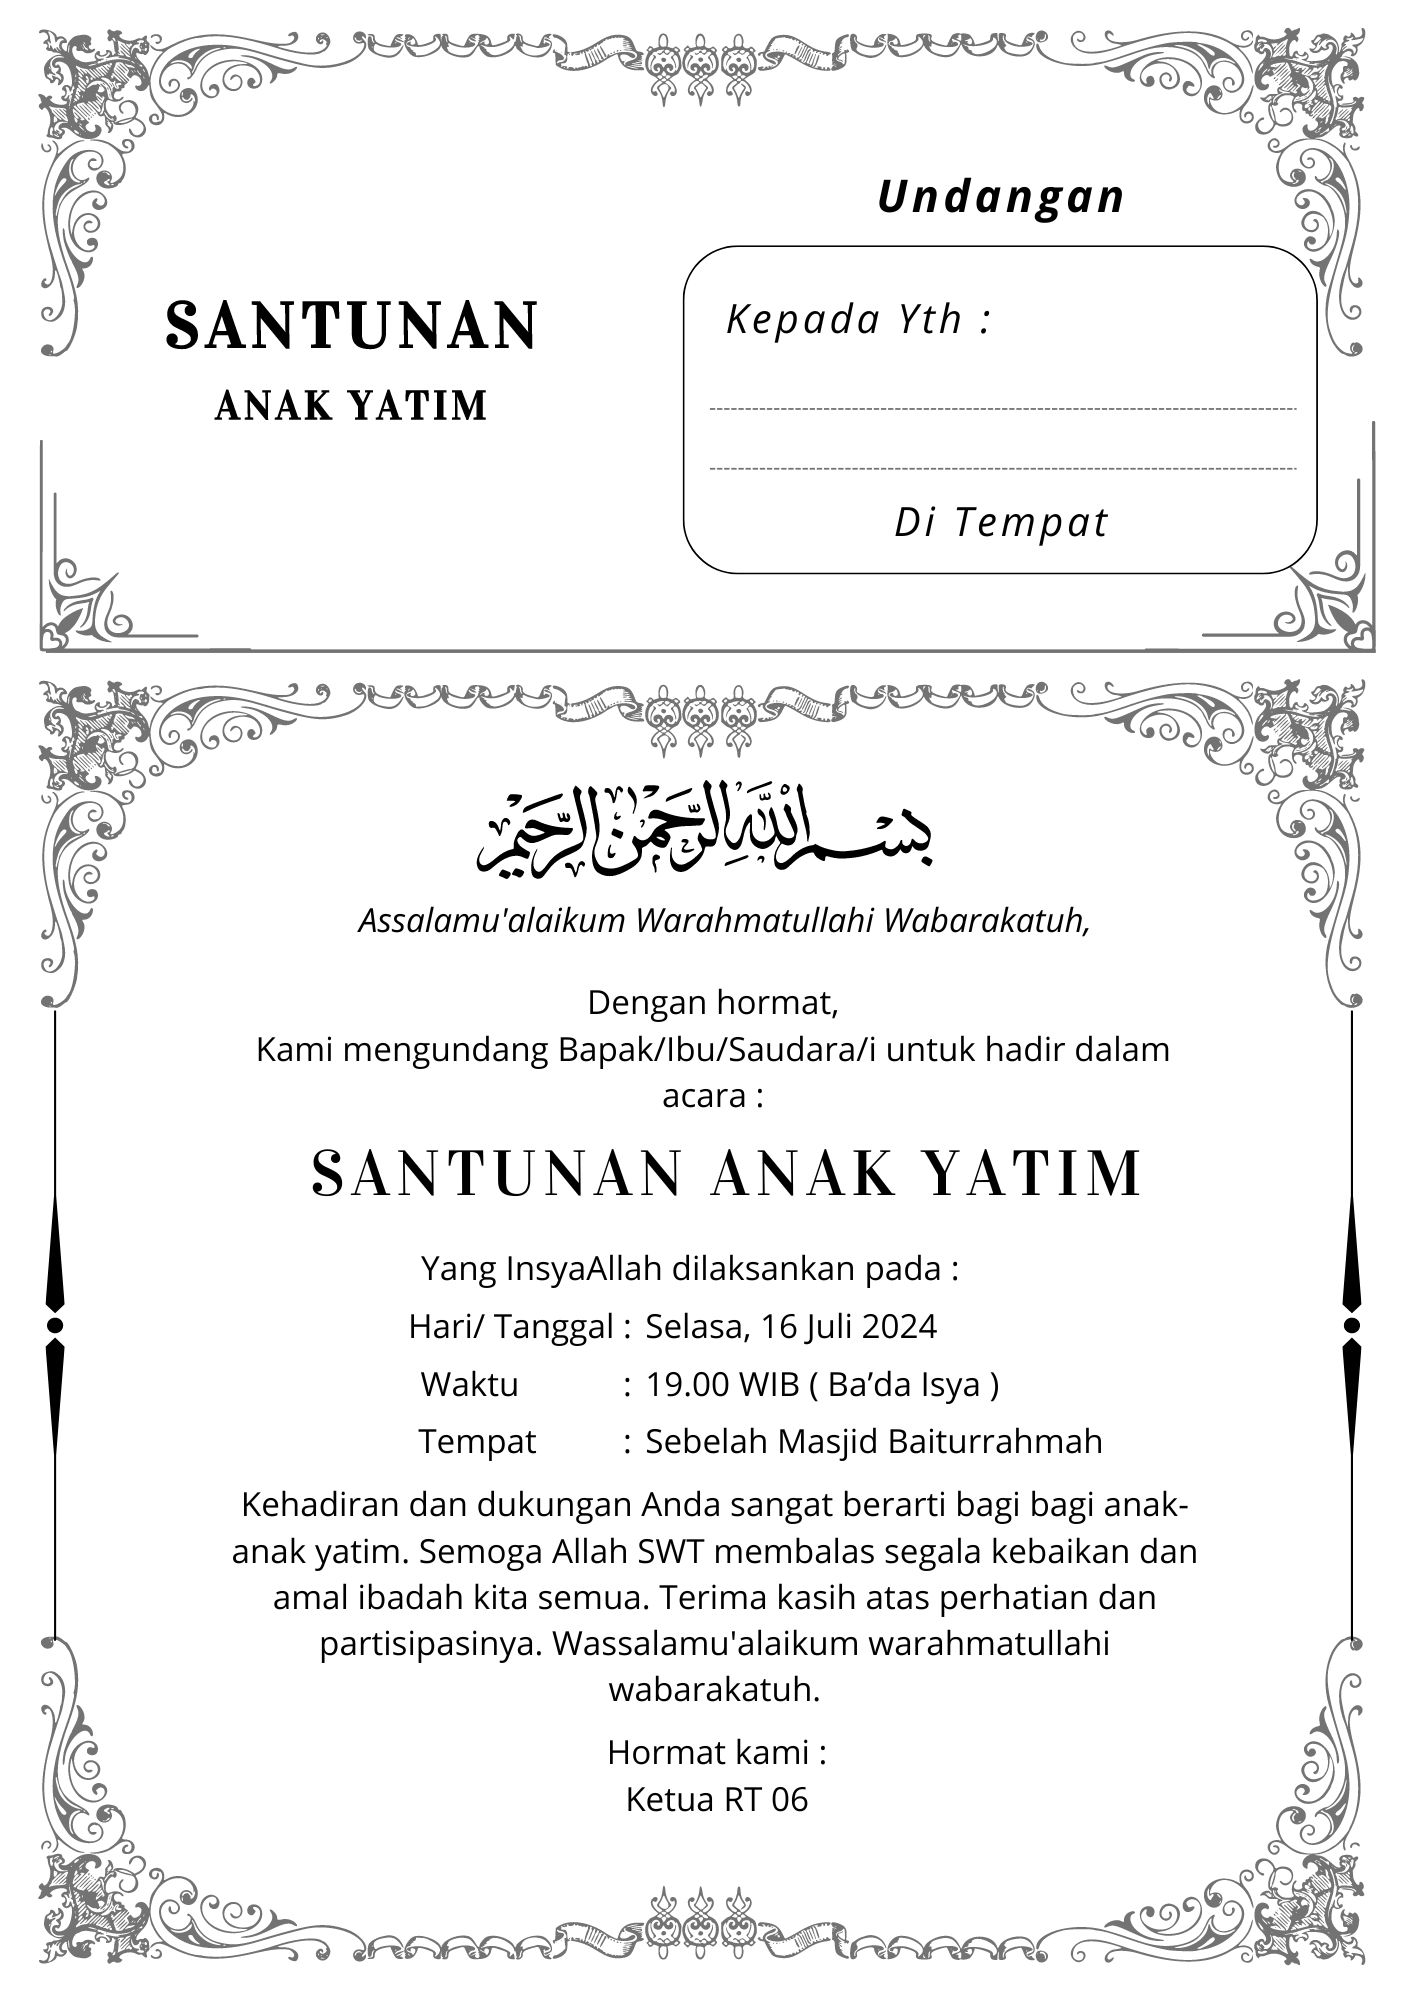 Undangan
SANTUNAN
ANAK YATIM
Kepada Yth :
Di Tempat
بِسْمِ اللَّهِ الرَّحْمَٰنِ الرَّحِيمِ
Assalamu'alaikum Warahmatullahi Wabarakatuh,
Dengan hormat,
Kami mengundang Bapak/Ibu/Saudara/i untuk hadir dalam
acara :
SANTUNAN ANAK YATIM
Yang InsyaAllah dilaksankan pada :
Hari/ Tanggal : Selasa, 16 Juli 2024
Waktu : 19.00 WIB ( Ba’da Isya )
Tempat : Sebelah Masjid Baiturrahmah
Kehadiran dan dukungan Anda sangat berarti bagi bagi anak-
anak yatim. Semoga Allah SWT membalas segala kebaikan dan
amal ibadah kita semua. Terima kasih atas perhatian dan
partisipasinya. Wassalamu'alaikum warahmatullahi
wabarakatuh.
Hormat kami :
Ketua RT 06